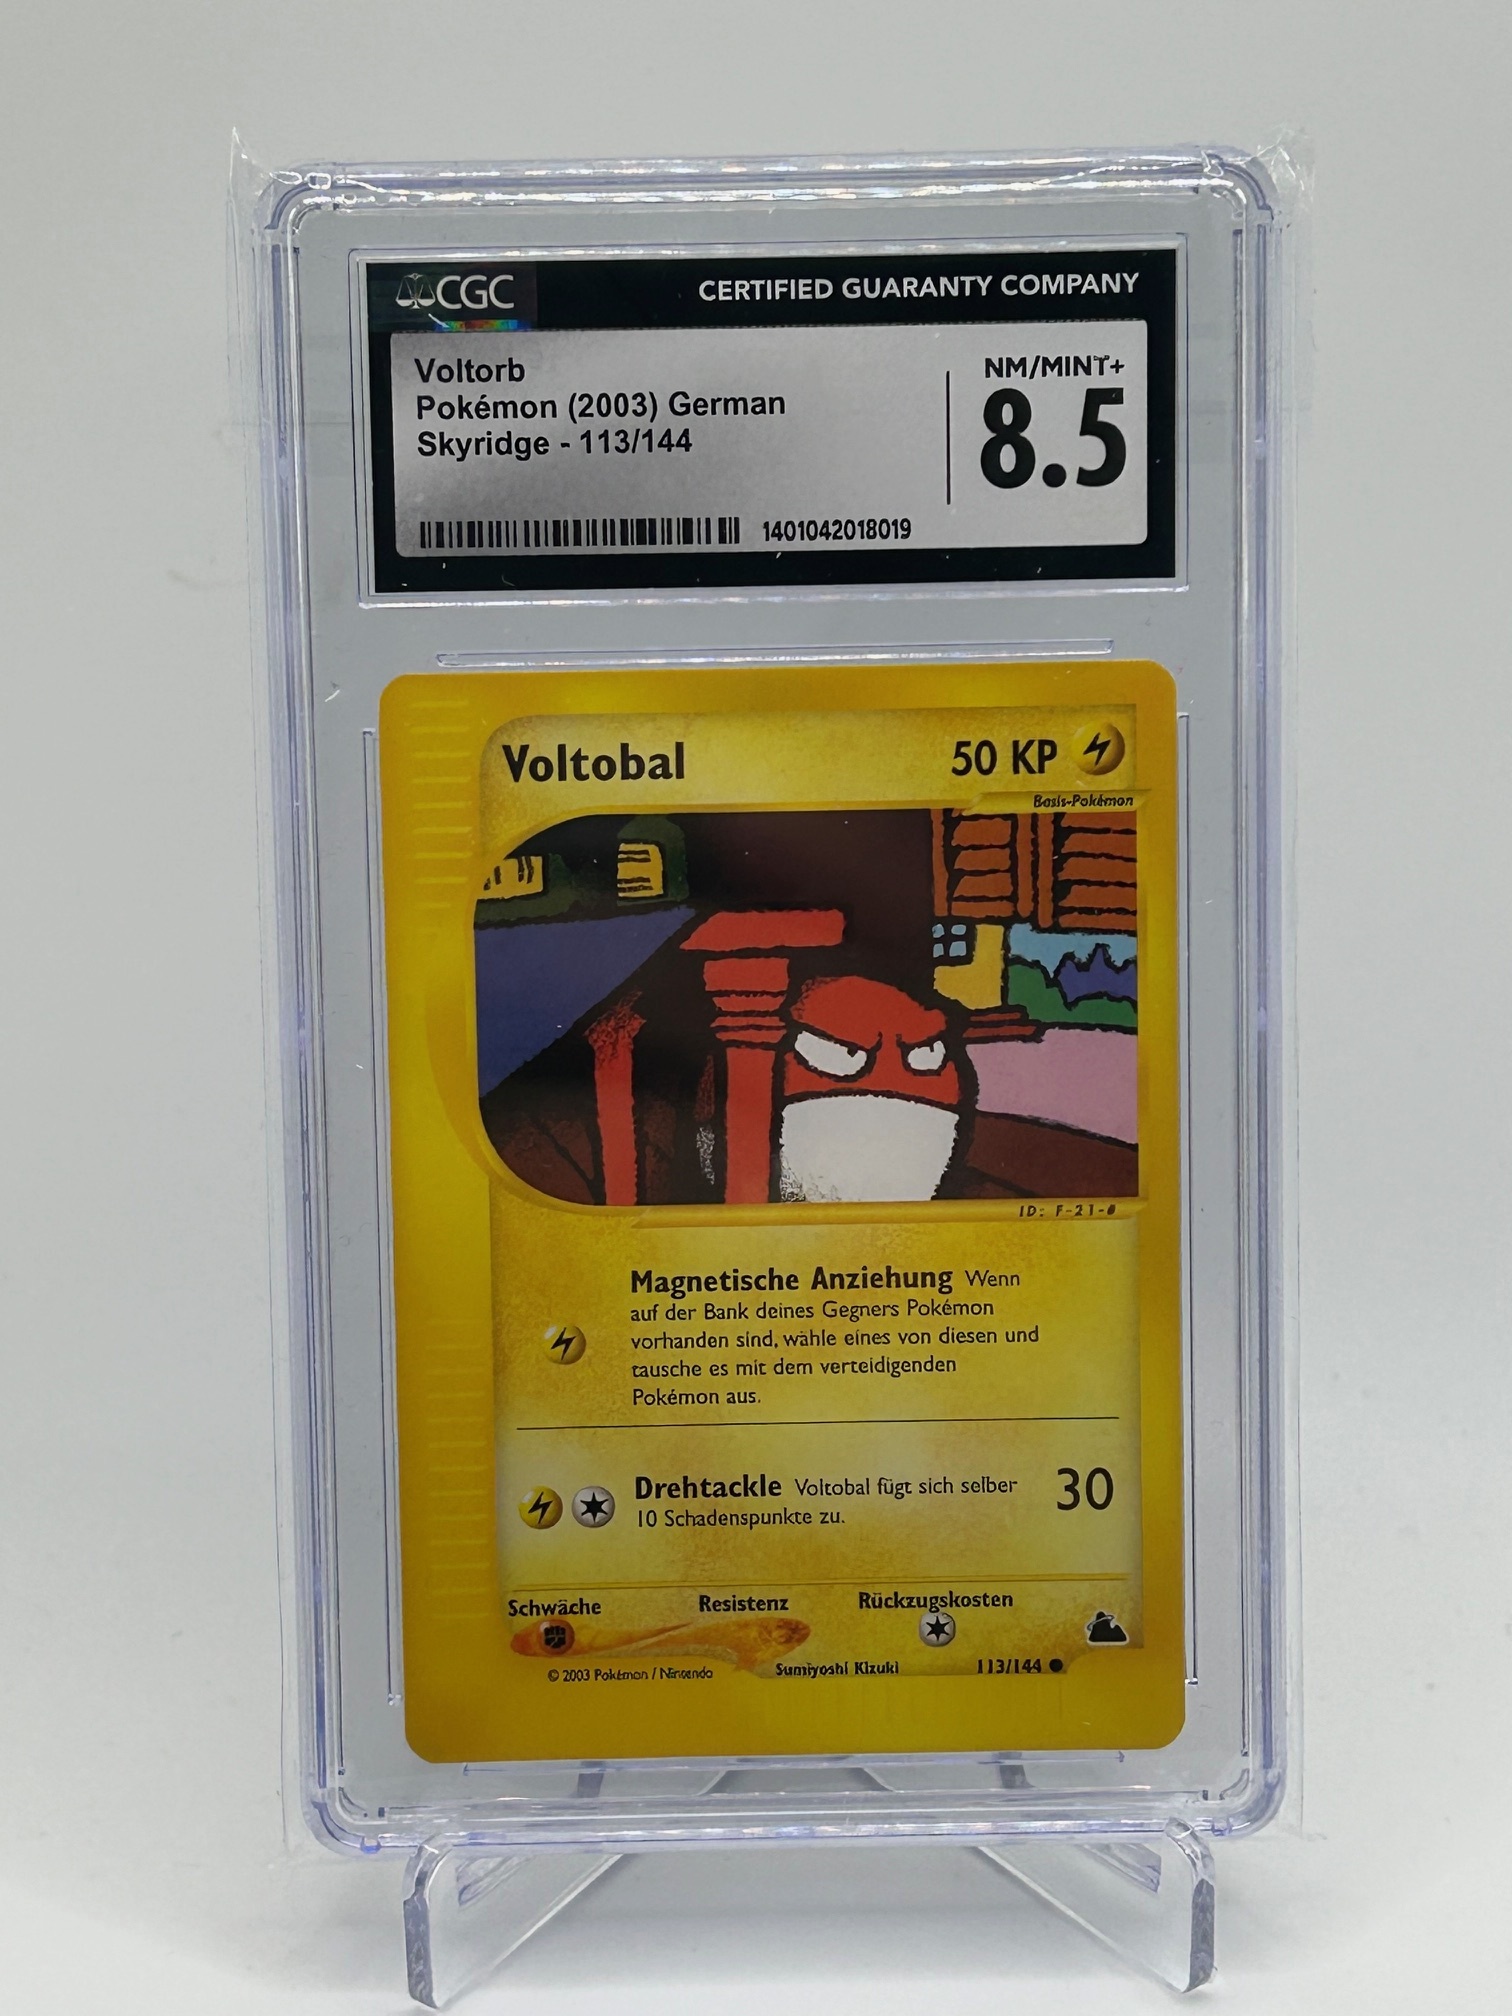 CGC
CERTIFIED GUARANTY COMPANY
Voltorb
Pokémon (2003) German
Skyridge - 113/144
NM/MINT+
8.5
1401042018019
Voltobal
50 KP
Basis-Pokémon
ID: F-21-#
Magnetische Anziehung Wenn
auf der Bank deines Gegners Pokémon
vorhanden sind, wähle eines von diesen und
tausche es mit dem verteidigenden
Pokémon aus.
Drehtackle Voltobal fügt sich selber
10 Schadenspunkte zu.
30
Schwäche
Resistenz
Rückzugskosten
© 2003 Pokémon / Nintendo
Sumiyoshi Kizuki
113/144